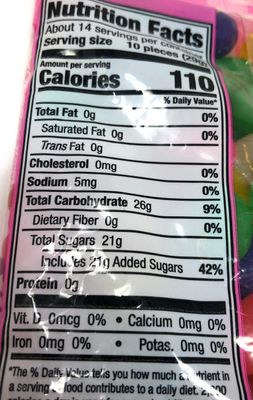 Nutrition Facts
About 14 servings per container
Serving size 10 pieces (29g)
Amount per serving
Calories 110
% Daily Value*
Total Fat 0g 0%
Saturated Fat 0g 0%
Trans Fat 0g
Cholesterol 0mg 0%
Sodium 5mg 0%
Total Carbohydrate 26g 9%
Dietary Fiber 0g 0%
Total Sugars 21g
Includes 21g Added Sugars 42%
Protein 0g
Vit. D 0mcg 0% • Calcium 0mg 0%
Iron 0mg 0% • Potas. 0mg 0%
*The % Daily Value tells you how much a nutrient in
a serving of food contributes to a daily diet. 2,000